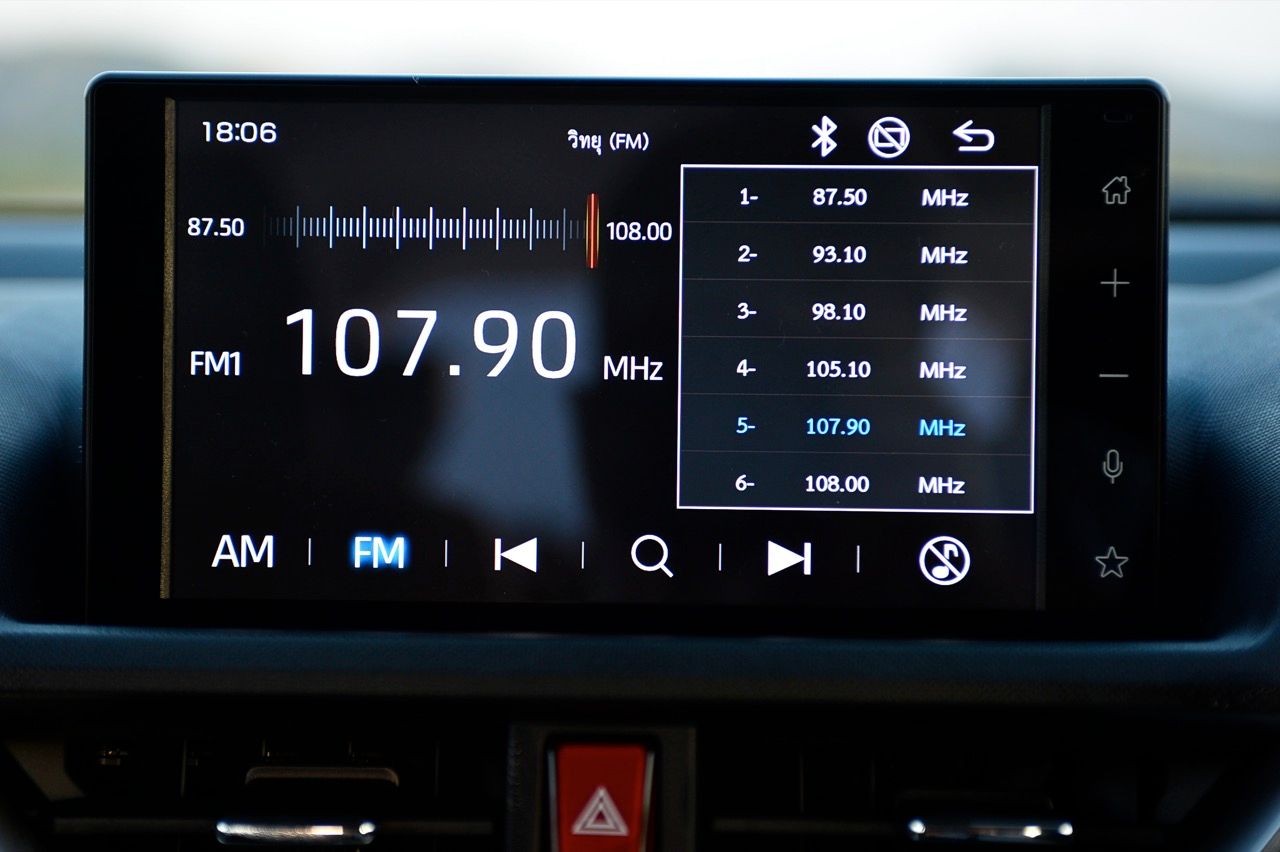 18:06
วิทยุ (FM)
87.50
108.00
FM1 107.90 MHz
1- 87.50 MHz
2- 93.10 MHz
3- 98.10 MHz
4- 105.10 MHz
5- 107.90 MHz
6- 108.00 MHz
AM | FM